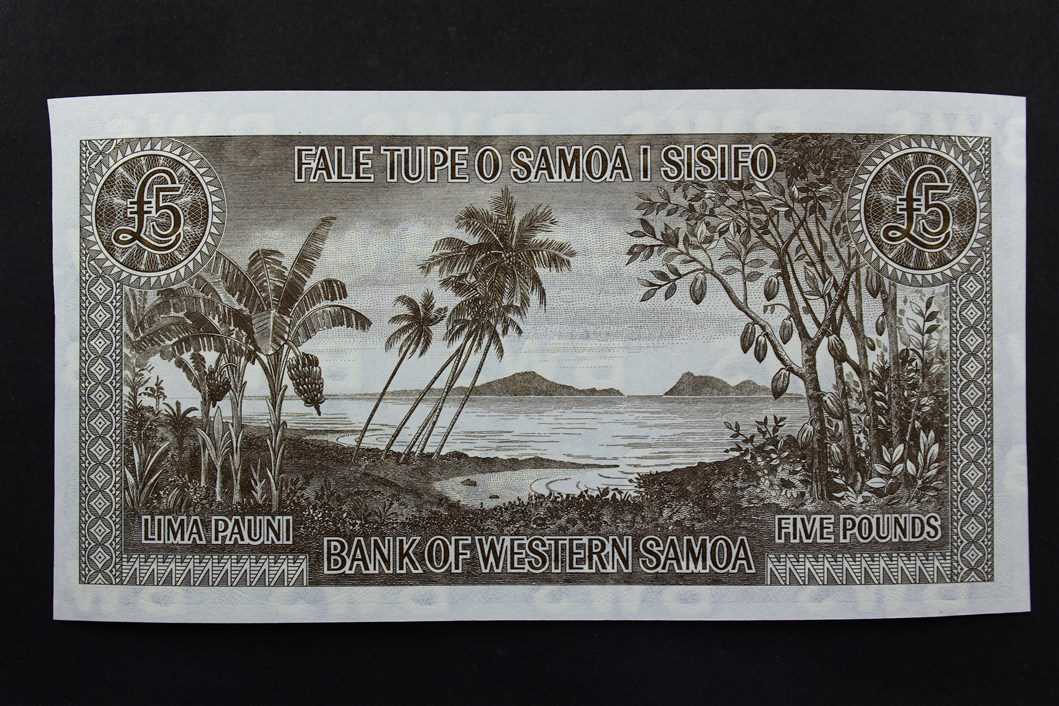 FALE TUPE O SAMOA I SISIFO
£5
£5
LIMA PAUNI
FIVE POUNDS
BANK OF WESTERN SAMOA